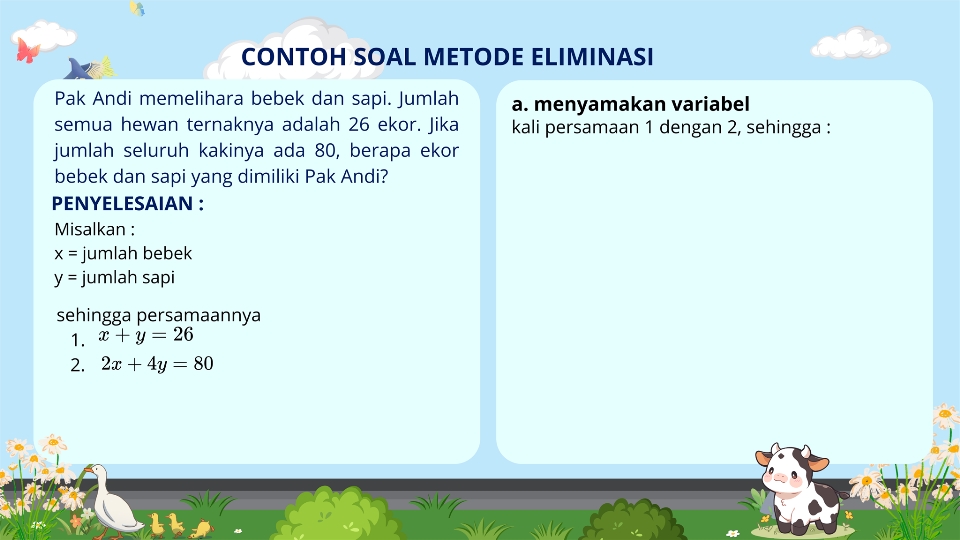 CONTOH SOAL METODE ELIMINASI
Pak Andi memelihara bebek dan sapi. Jumlah
semua hewan ternaknya adalah 26 ekor. Jika
jumlah seluruh kakinya ada 80, berapa ekor
bebek dan sapi yang dimiliki Pak Andi?
PENYELESAIAN :
Misalkan :
x = jumlah bebek
y = jumlah sapi
sehingga persamaannya
1. x + y = 26
2. 2x + 4y = 80
a. menyamakan variabel
kali persamaan 1 dengan 2, sehingga :